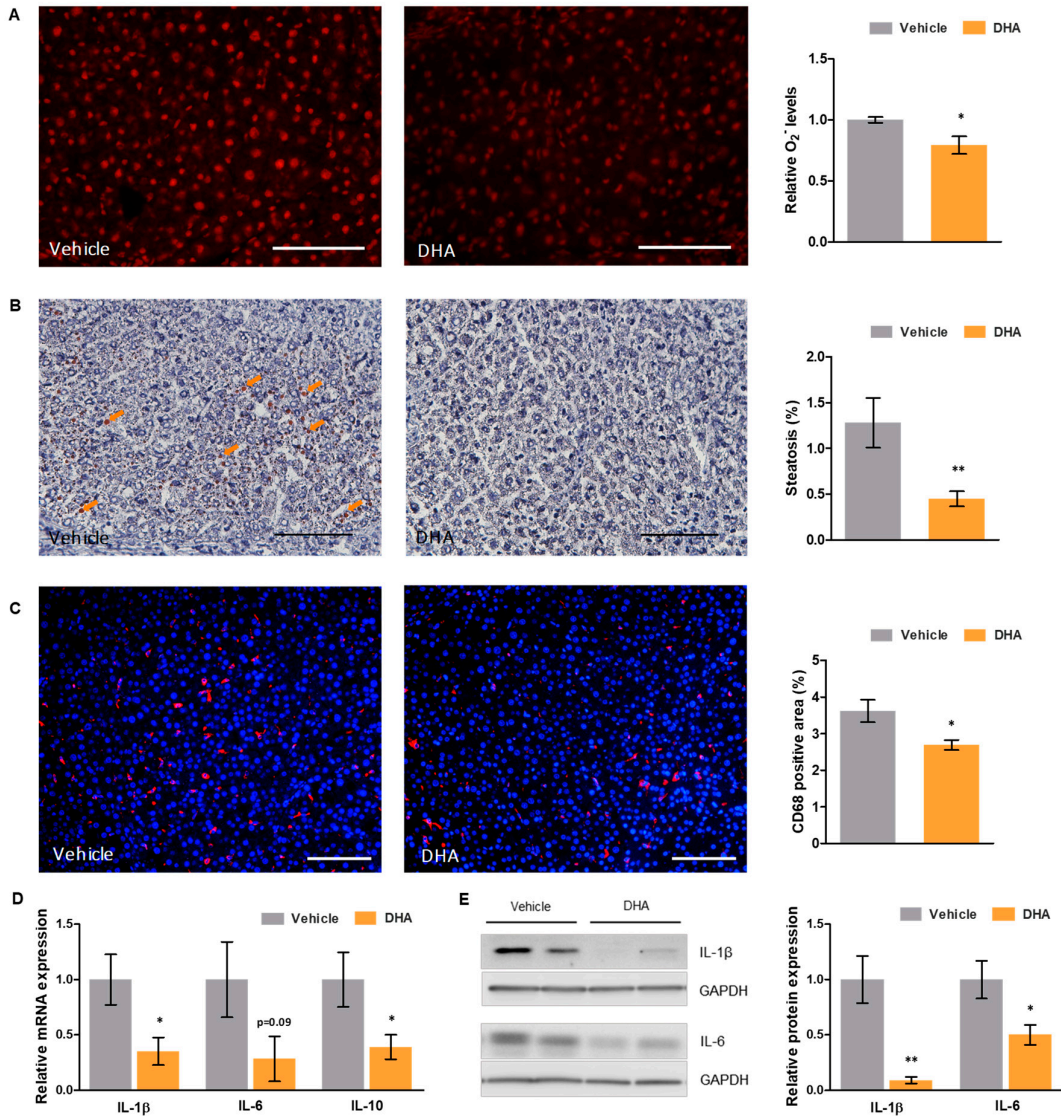 A
Vehicle
DHA
Vehicle DHA
Relative O2- levels
1.5
1.0
0.5
0.0
*
B
Vehicle
DHA
Vehicle DHA
Steatosis (%)
2.0
1.5
1.0
0.5
0.0
**
C
Vehicle
DHA
Vehicle DHA
CD68 positive area (%)
5
4
3
2
1
0
*
D
Vehicle DHA
Relative mRNA expression
1.5
1.0
0.5
0.0
*
p=0.09
*
IL-1β IL-6 IL-10
E
Vehicle DHA
IL-1β
GAPDH
IL-6
GAPDH
Vehicle DHA
Relative protein expression
1.5
1.0
0.5
0.0
**
*
IL-1β IL-6